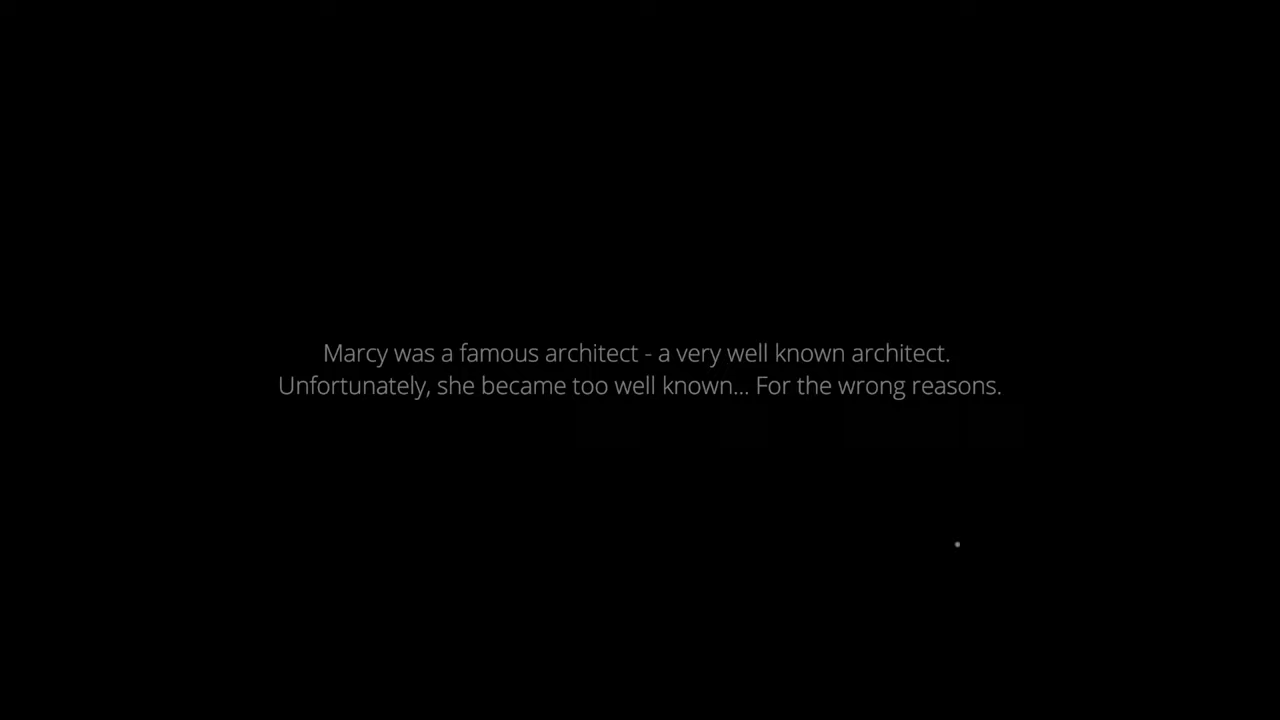 Marcy was a famous architect - a very well known architect.
Unfortunately, she became too well known... For the wrong reasons.